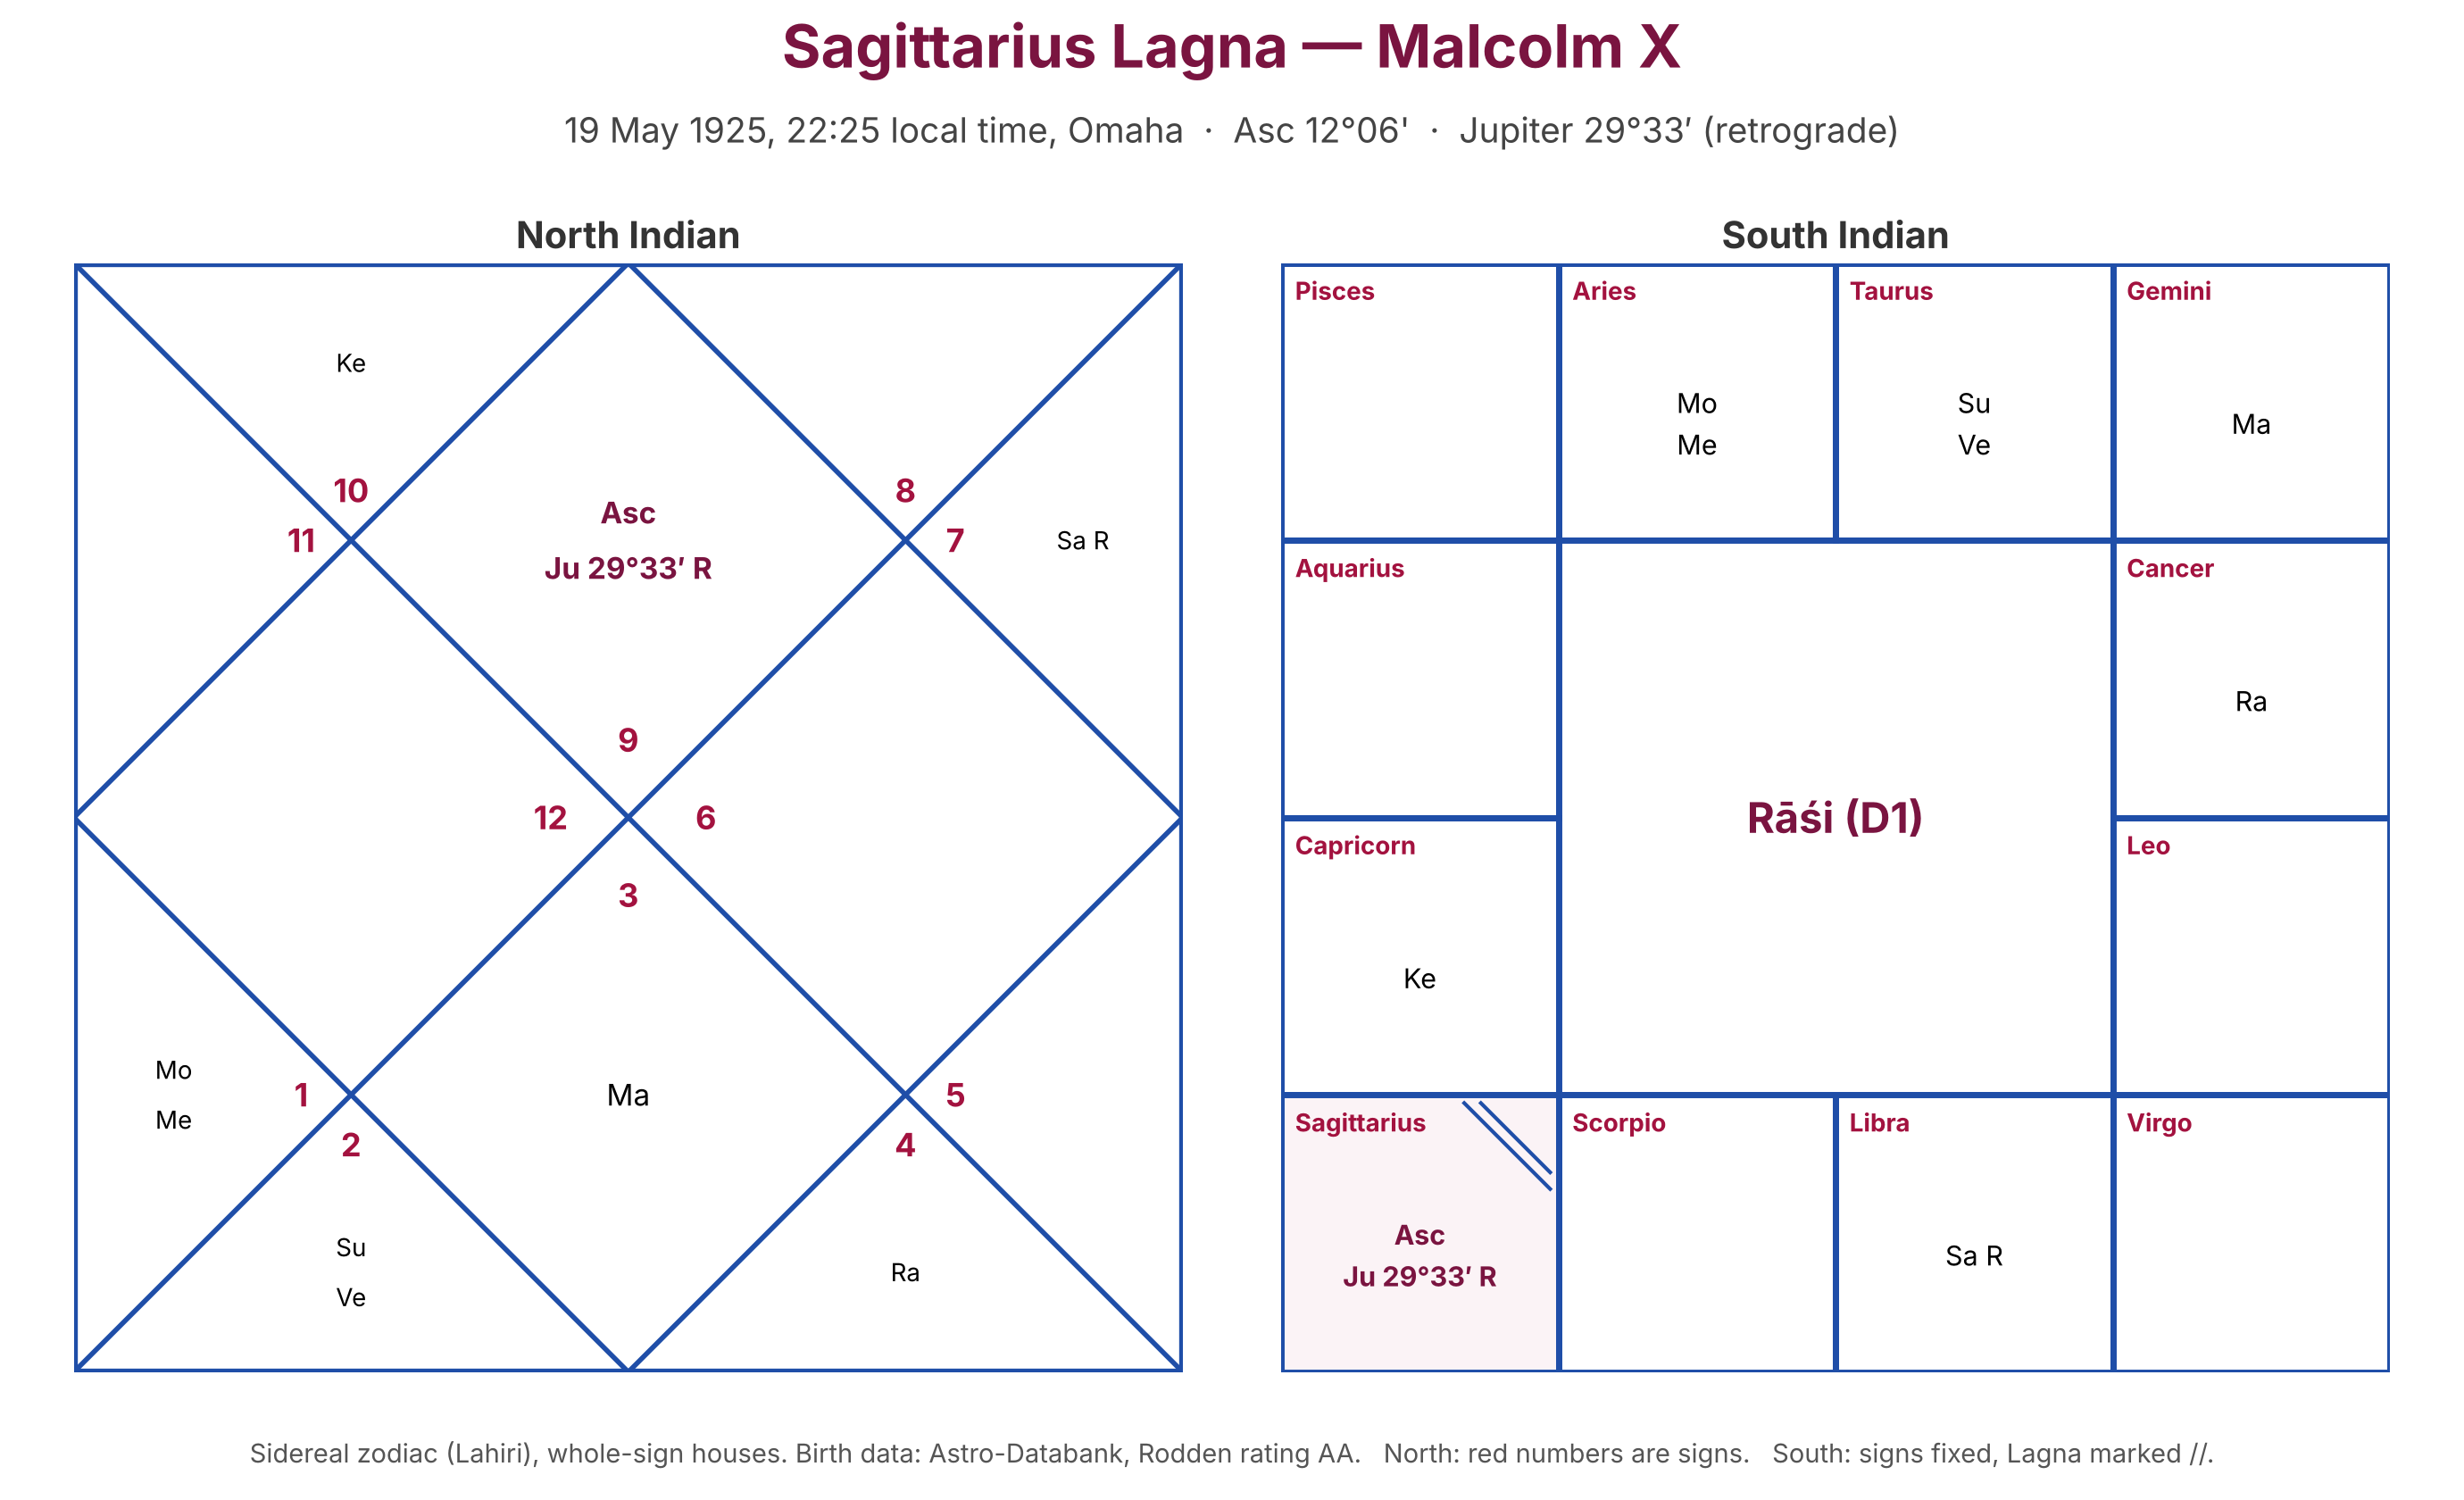 Sagittarius Lagna — Malcolm X
19 May 1925, 22:25 local time, Omaha · Asc 12°06' · Jupiter 29°33′ (retrograde)
North Indian
Ke
10
11
Asc
Ju 29°33′ R
8
7
Sa R
9
12
6
3
Mo
Me
1
2
Su
Ve
Ma
5
4
Ra
South Indian
Pisces
Aries
Mo
Me
Taurus
Su
Ve
Gemini
Ma
Aquarius
Cancer
Ra
Rāśi (D1)
Capricorn
Ke
Leo
Sagittarius
Asc
Ju 29°33′ R
Scorpio
Libra
Sa R
Virgo
Sidereal zodiac (Lahiri), whole-sign houses. Birth data: Astro-Databank, Rodden rating AA. North: red numbers are signs. South: signs fixed, Lagna marked //.